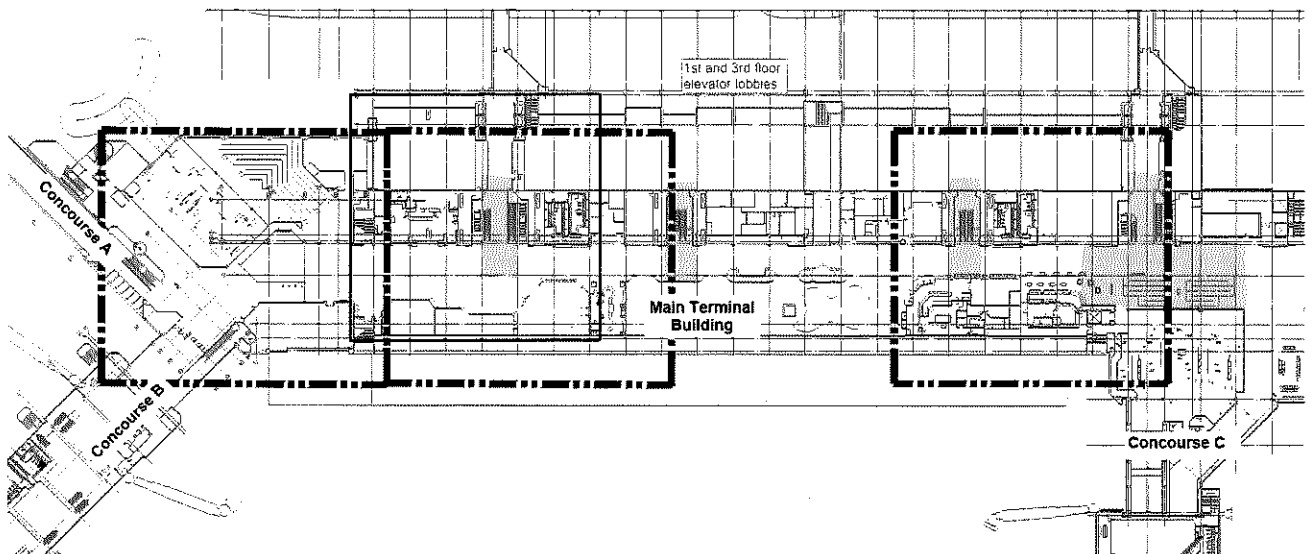 1st and 3rd floor
elevator lobbies
Concourse A
Main Terminal
Building
Concourse B
Concourse C